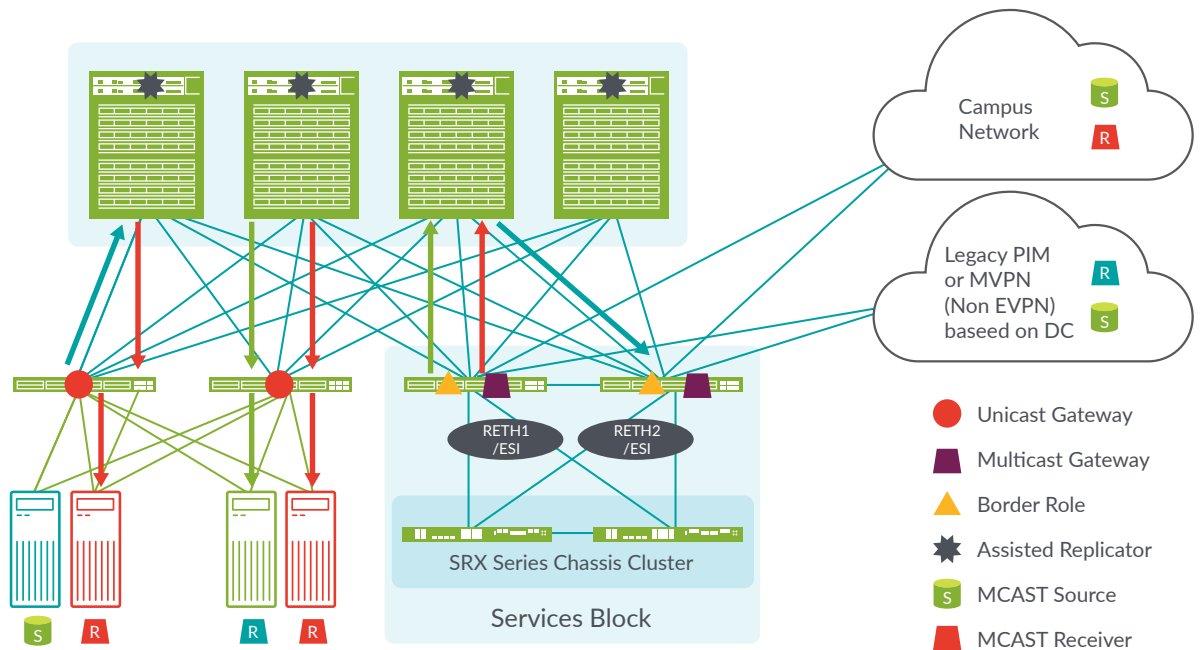 Campus
Network
S
R
Legacy PIM
or MVPN
(Non EVPN)
baseed on DC
R
S
RETH1
/ESI
RETH2
/ESI
SRX Series Chassis Cluster
Services Block
S
R
R
R
Unicast Gateway
Multicast Gateway
Border Role
Assisted Replicator
S
MCAST Source
MCAST Receiver